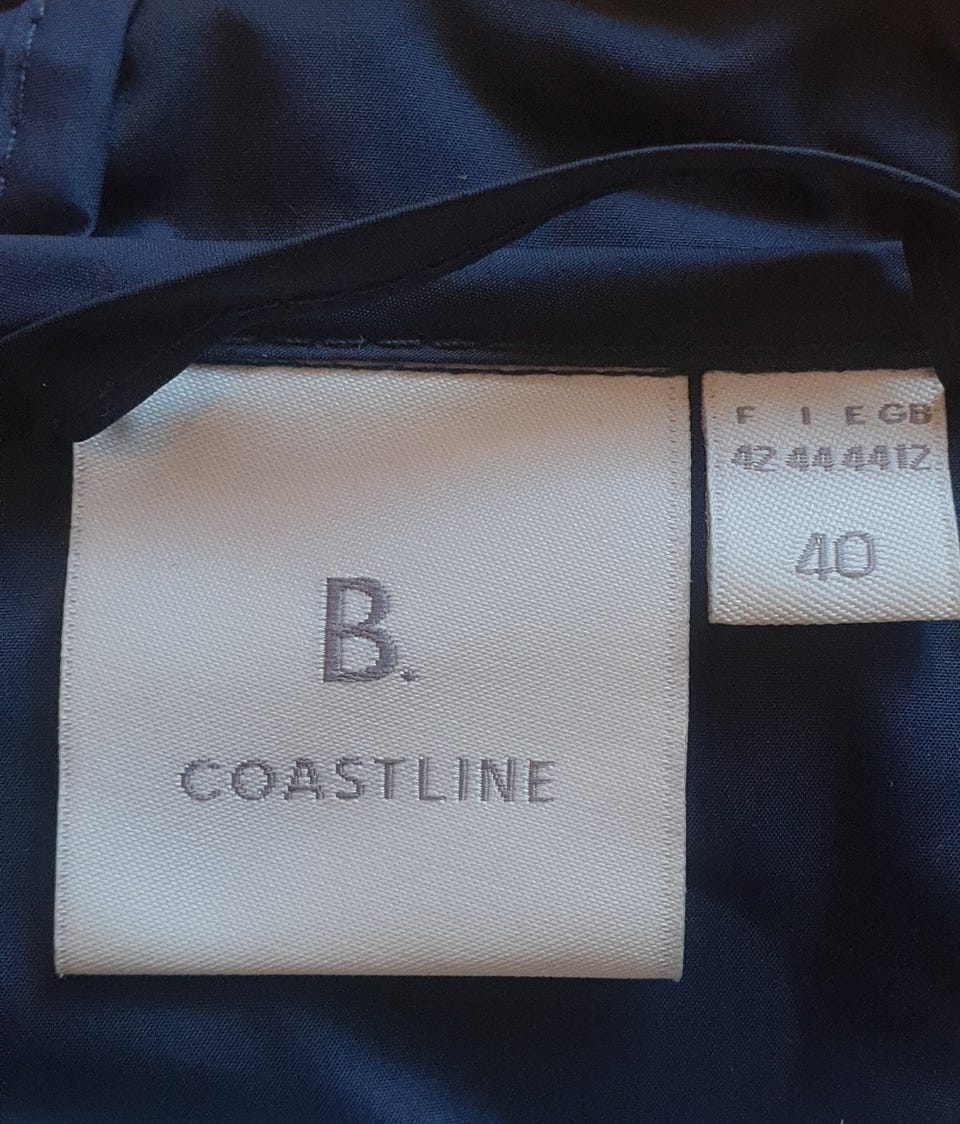 B.
COASTLINE
F I E GB
42 44 44 12
40